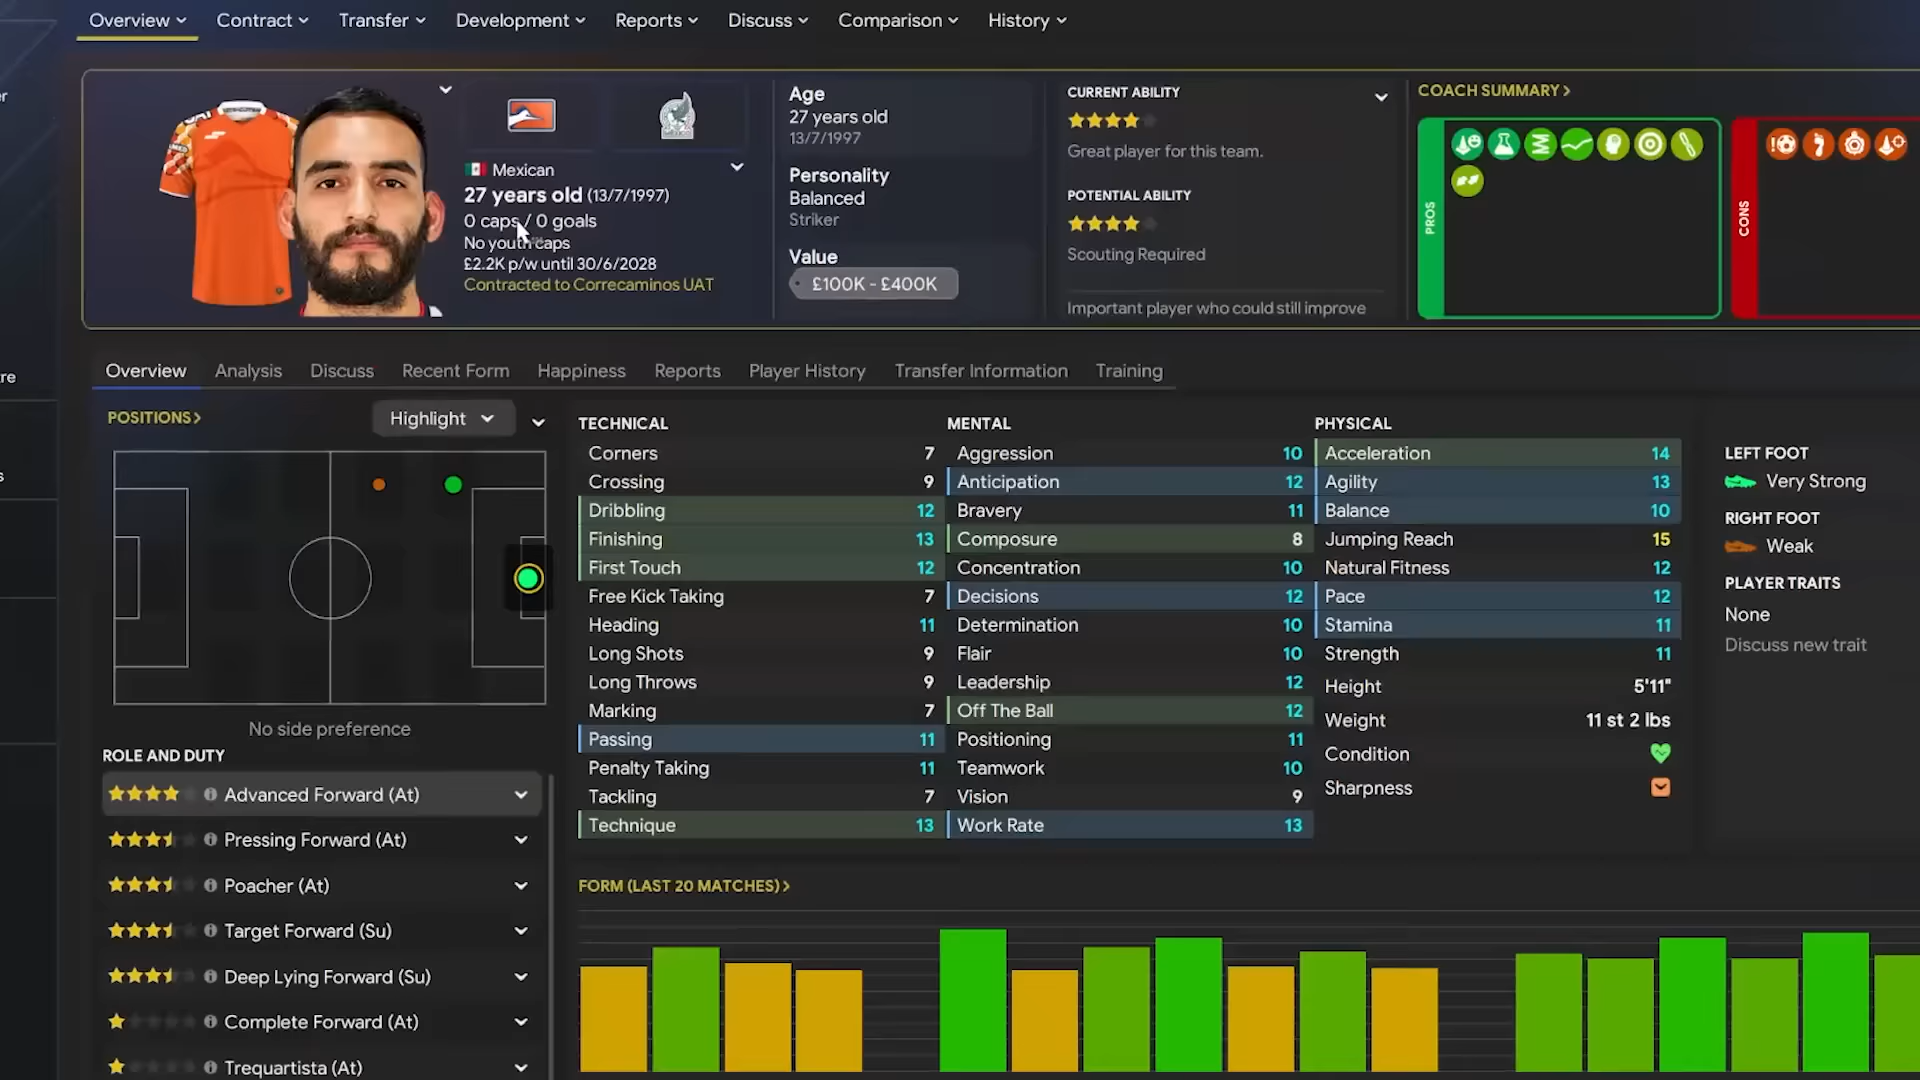 Overview
Contract
Transfer
Development
Reports
Discuss
Comparison
History
er
re
s
Mexican
27 years old (13/7/1997)
0 caps / 0 goals
No youth caps
£2.2K p/w until 30/6/2028
Contracted to Correcaminos UAT
Age
27 years old
13/7/1997
Personality
Balanced
Striker
Value
£100K - £400K
CURRENT ABILITY
Great player for this team.
POTENTIAL ABILITY
Scouting Required
Important player who could still improve
COACH SUMMARY >
PROS
CONS
Overview
Analysis
Discuss
Recent Form
Happiness
Reports
Player History
Transfer Information
Training
POSITIONS>
Highlight
No side preference
ROLE AND DUTY
Advanced Forward (At)
Pressing Forward (At)
Poacher (At)
Target Forward (Su)
Deep Lying Forward (Su)
Complete Forward (At)
Trequartista (At)
TECHNICAL
Corners 7
Crossing 9
Dribbling 12
Finishing 13
First Touch 12
Free Kick Taking 7
Heading 11
Long Shots 9
Long Throws 9
Marking 7
Passing 11
Penalty Taking 11
Tackling 7
Technique 13
MENTAL
Aggression 10
Anticipation 12
Bravery 11
Composure 8
Concentration 10
Decisions 12
Determination 10
Flair 10
Leadership 12
Off The Ball 12
Positioning 11
Teamwork 10
Vision 9
Work Rate 13
PHYSICAL
Acceleration 14
Agility 13
Balance 10
Jumping Reach 15
Natural Fitness 12
Pace 12
Stamina 11
Strength 11
Height 5'11"
Weight 11 st 2 lbs
Condition
Sharpness
LEFT FOOT
Very Strong
RIGHT FOOT
Weak
PLAYER TRAITS
None
Discuss new trait
FORM (LAST 20 MATCHES) >